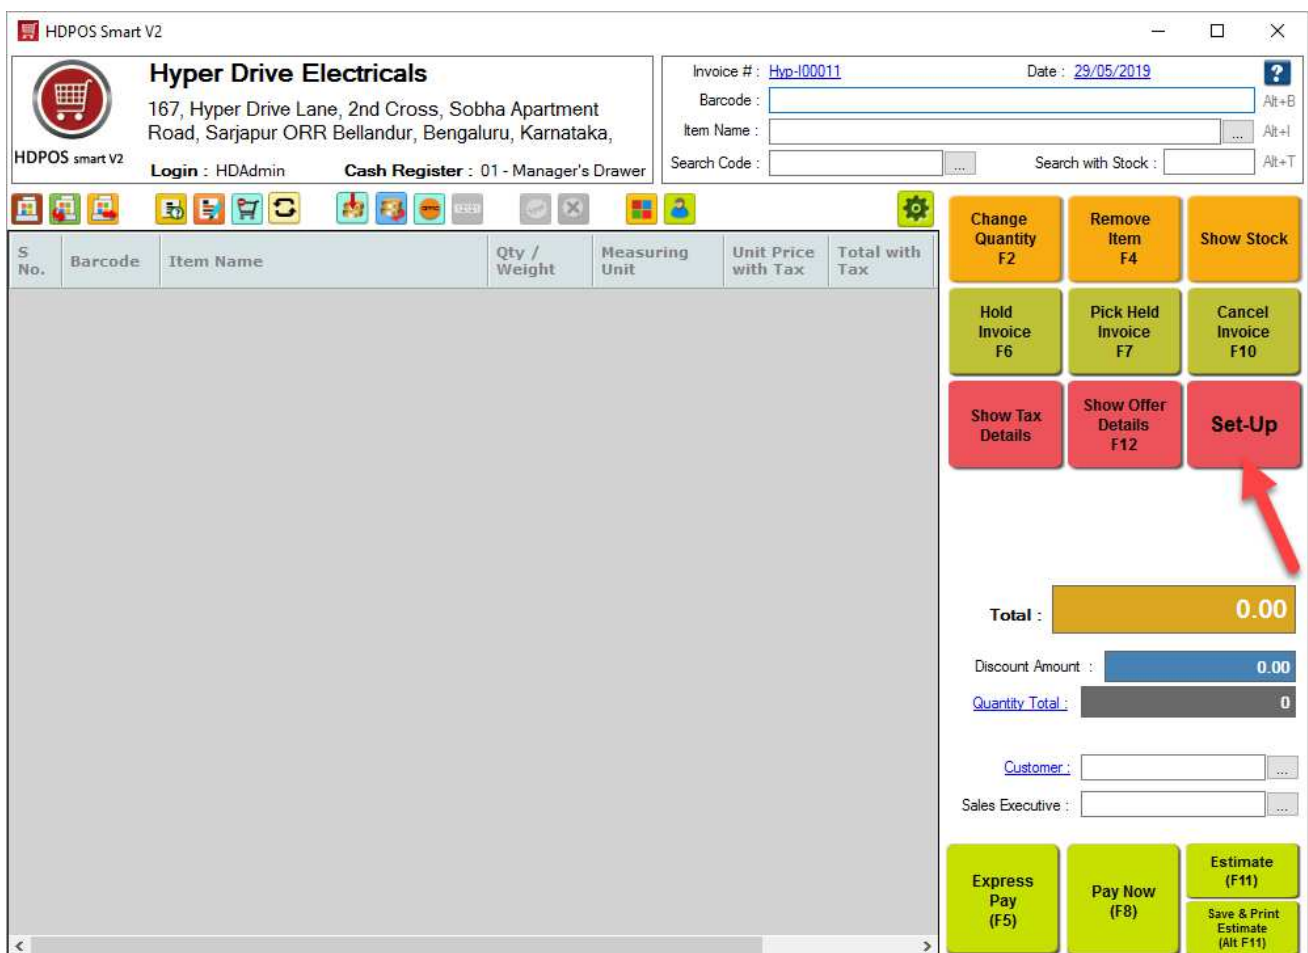 HDPOS Smart V2
Hyper Drive Electricals
167, Hyper Drive Lane, 2nd Cross, Sobha Apartment
Road, Sarjapur ORR Bellandur, Bengaluru, Karnataka,
HDPOS smart V2
Login : HDAdmin Cash Register : 01 - Manager's Drawer
Invoice # : Hyp-I00011 Date : 29/05/2019 ?
Barcode : Alt+B
Item Name : ... Alt+I
Search Code : ... Search with Stock : Alt+T
S No. Barcode Item Name Qty / Weight Measuring Unit Unit Price with Tax Total with Tax
Change
Quantity
F2
Remove
Item
F4
Show Stock
Hold
Invoice
F6
Pick Held
Invoice
F7
Cancel
Invoice
F10
Show Tax
Details
Show Offer
Details
F12
Set-Up
Total : 0.00
Discount Amount : 0.00
Quantity Total : 0
Customer : ...
Sales Executive : ...
Express
Pay
(F5)
Pay Now
(F8)
Estimate
(F11)
Save & Print
Estimate
(Alt F11)